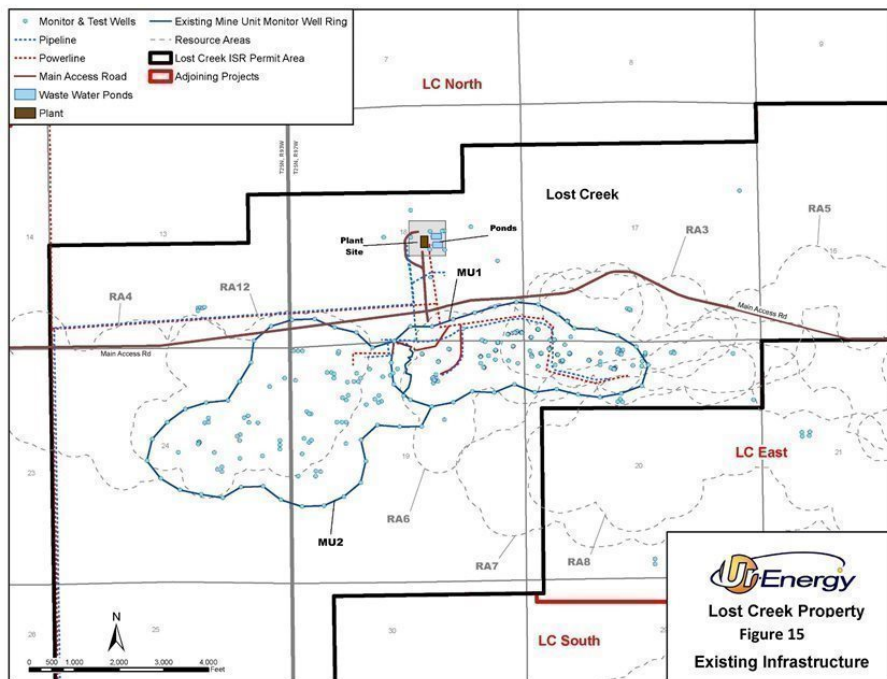 Monitor & Test Wells
Pipeline
Powerline
Main Access Road
Waste Water Ponds
Plant
Existing Mine Unit Monitor Well Ring
Resource Areas
Lost Creek ISR Permit Area
Adjoining Projects
7
8
9
LC North
Lost Creek
14
13
18
17
16
Plant
Site
Ponds
MU1
RA3
RA5
RA4
RA12
Main Access Rd
Main Access Rd
24
19
20
21
23
LC East
RA6
MU2
RA7
RA8
26
25
30
LC South
N
0 500 1,000 2,000 3,000 4,000
Feet
Ur Energy
Lost Creek Property
Figure 15
Existing Infrastructure